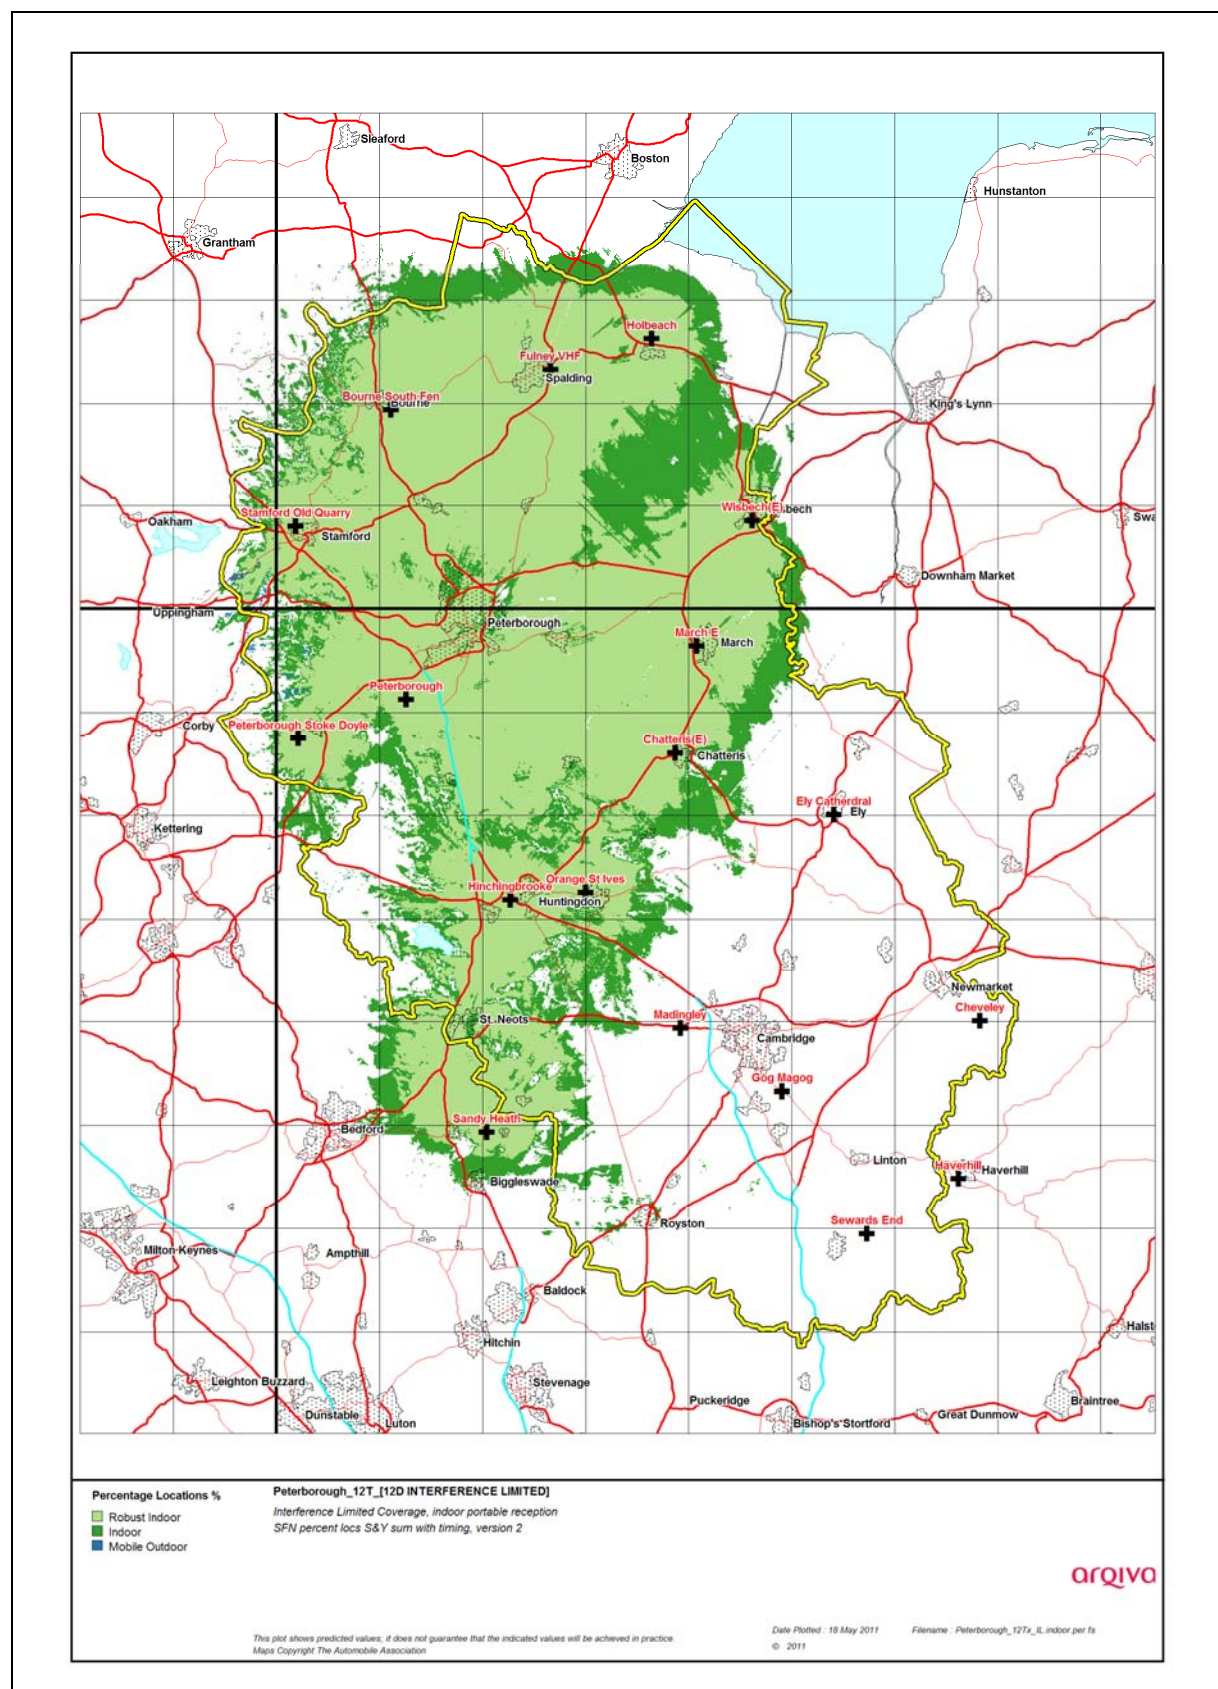 Sleaford
Boston
Hunstanton
Grantham
Holbeach
Fulney VHF
Spalding
Bourne South Fen
Bourne
King's Lynn
Stamford Old Quarry
Wisbech(E)
sbech
Oakham
Swa
Stamford
Downham Market
Uppingham
Peterborough
March E
March
Peterborough
Corby
Peterborough Stoke Doyle
Chatteris(E)
Chatteris
Ely Catherdral
Ely
Kettering
Orange St Ives
Hinchingbrooke
Huntingdon
Newmarket
Cheveley
St. Neots
Madingley
Cambridge
Gog Magog
Sandy Heath
Bedford
Linton
Haverhill
Haverhill
Biggleswade
Royston
Sewards End
Milton Keynes
Ampthill
Baldock
Halst
Hitchin
Leighton Buzzard
Stevenage
Puckeridge
Braintree
Dunstable
Luton
Bishop's Stortford
Great Dunmow
Percentage Locations %
Robust Indoor
Indoor
Mobile Outdoor
Peterborough_12T_[12D INTERFERENCE LIMITED]
Interference Limited Coverage, indoor portable reception
SFN percent locs S&Y sum with timing, version 2
arqiva
This plot shows predicted values; it does not guarantee that the indicated values will be achieved in practice
Maps Copyright The Automobile Association
Date Plotted : 18 May 2011
Filename : Peterborough_12Tx_IL.indoor.per.fs
© 2011